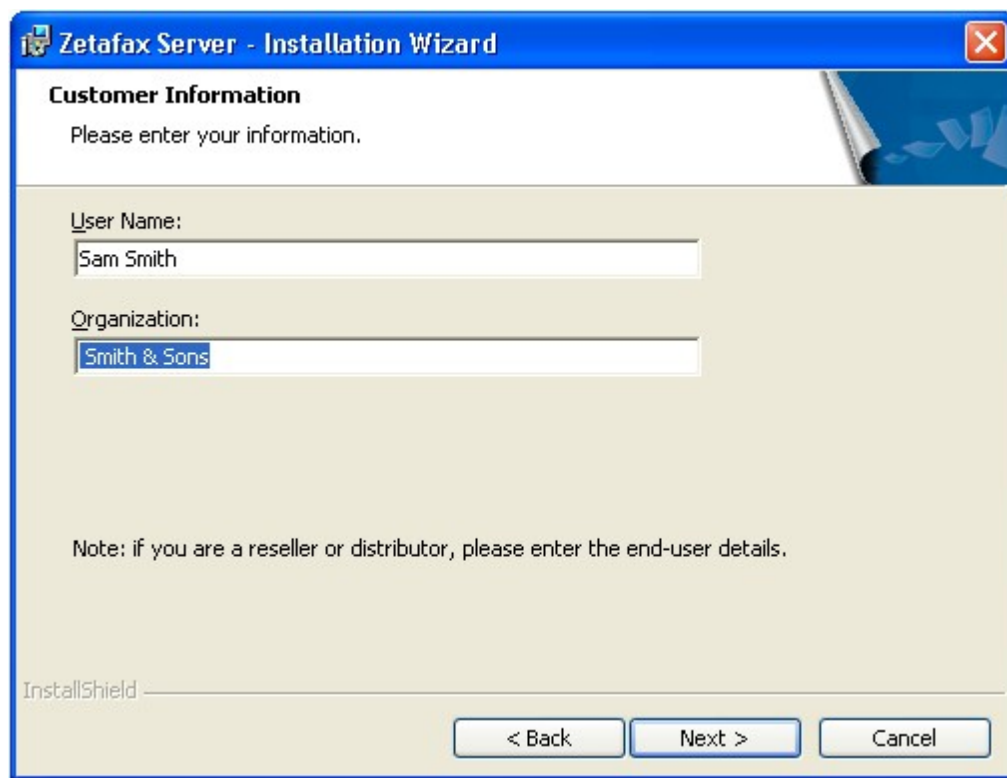 Zetafax Server - Installation Wizard
Customer Information
Please enter your information.
User Name:
Sam Smith
Organization:
Smith & Sons
Note: if you are a reseller or distributor, please enter the end-user details.
InstallShield
< Back Next > Cancel